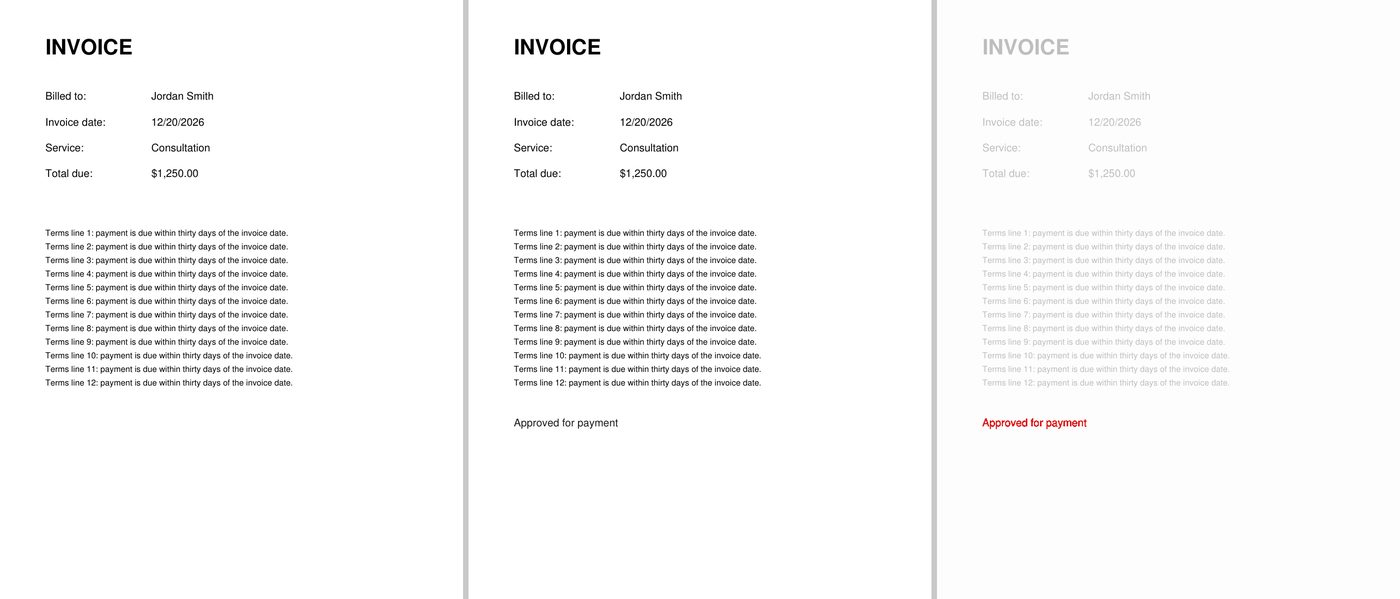 INVOICE
Billed to: Jordan Smith
Invoice date: 12/20/2026
Service: Consultation
Total due: $1,250.00
Terms line 1: payment is due within thirty days of the invoice date.
Terms line 2: payment is due within thirty days of the invoice date.
Terms line 3: payment is due within thirty days of the invoice date.
Terms line 4: payment is due within thirty days of the invoice date.
Terms line 5: payment is due within thirty days of the invoice date.
Terms line 6: payment is due within thirty days of the invoice date.
Terms line 7: payment is due within thirty days of the invoice date.
Terms line 8: payment is due within thirty days of the invoice date.
Terms line 9: payment is due within thirty days of the invoice date.
Terms line 10: payment is due within thirty days of the invoice date.
Terms line 11: payment is due within thirty days of the invoice date.
Terms line 12: payment is due within thirty days of the invoice date.
INVOICE
Billed to: Jordan Smith
Invoice date: 12/20/2026
Service: Consultation
Total due: $1,250.00
Terms line 1: payment is due within thirty days of the invoice date.
Terms line 2: payment is due within thirty days of the invoice date.
Terms line 3: payment is due within thirty days of the invoice date.
Terms line 4: payment is due within thirty days of the invoice date.
Terms line 5: payment is due within thirty days of the invoice date.
Terms line 6: payment is due within thirty days of the invoice date.
Terms line 7: payment is due within thirty days of the invoice date.
Terms line 8: payment is due within thirty days of the invoice date.
Terms line 9: payment is due within thirty days of the invoice date.
Terms line 10: payment is due within thirty days of the invoice date.
Terms line 11: payment is due within thirty days of the invoice date.
Terms line 12: payment is due within thirty days of the invoice date.
Approved for payment
INVOICE
Billed to: Jordan Smith
Invoice date: 12/20/2026
Service: Consultation
Total due: $1,250.00
Terms line 1: payment is due within thirty days of the invoice date.
Terms line 2: payment is due within thirty days of the invoice date.
Terms line 3: payment is due within thirty days of the invoice date.
Terms line 4: payment is due within thirty days of the invoice date.
Terms line 5: payment is due within thirty days of the invoice date.
Terms line 6: payment is due within thirty days of the invoice date.
Terms line 7: payment is due within thirty days of the invoice date.
Terms line 8: payment is due within thirty days of the invoice date.
Terms line 9: payment is due within thirty days of the invoice date.
Terms line 10: payment is due within thirty days of the invoice date.
Terms line 11: payment is due within thirty days of the invoice date.
Terms line 12: payment is due within thirty days of the invoice date.
Approved for payment